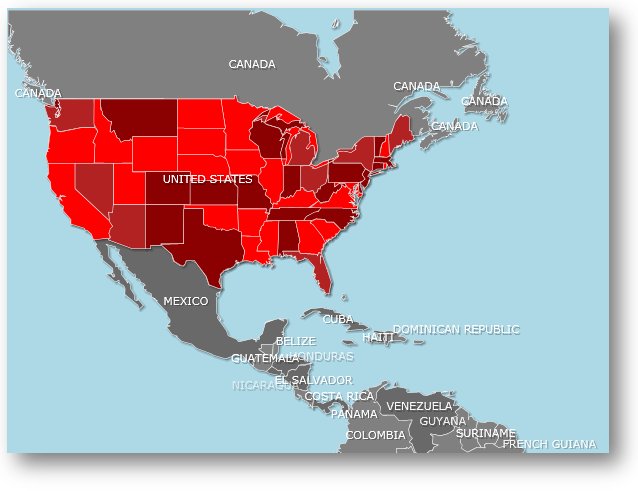 CANADA
CANADA
CANADA
CANADA
CANADA
UNITED STATES
MEXICO
CUBA
DOMINICAN REPUBLIC
HAITI
BELIZE
GUATEMALA
HONDURAS
EL SALVADOR
NICARAGUA
COSTA RICA
VENEZUELA
PANAMA
GUYANA
COLOMBIA
SURINAME
FRENCH GUIANA